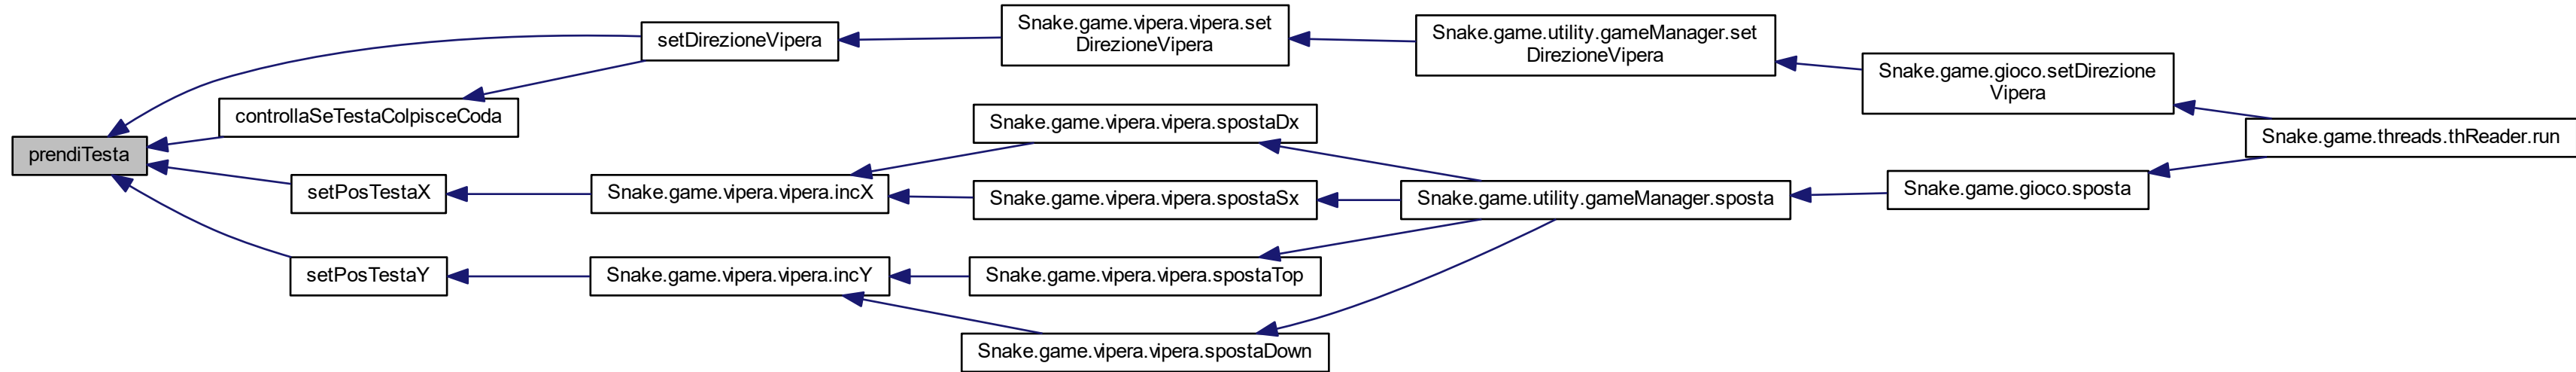 prendiTesta
setDirezioneVipera
controllaSeTestaColpisceCoda
setPosTestaX
setPosTestaY
Snake.game.vipera.vipera.set
DirezioneVipera
Snake.game.vipera.vipera.incX
Snake.game.vipera.vipera.incY
Snake.game.vipera.vipera.spostaDx
Snake.game.vipera.vipera.spostaSx
Snake.game.vipera.vipera.spostaTop
Snake.game.vipera.vipera.spostaDown
Snake.game.utility.gameManager.set
DirezioneVipera
Snake.game.utility.gameManager.sposta
Snake.game.gioco.setDirezione
Vipera
Snake.game.gioco.sposta
Snake.game.threads.thReader.run